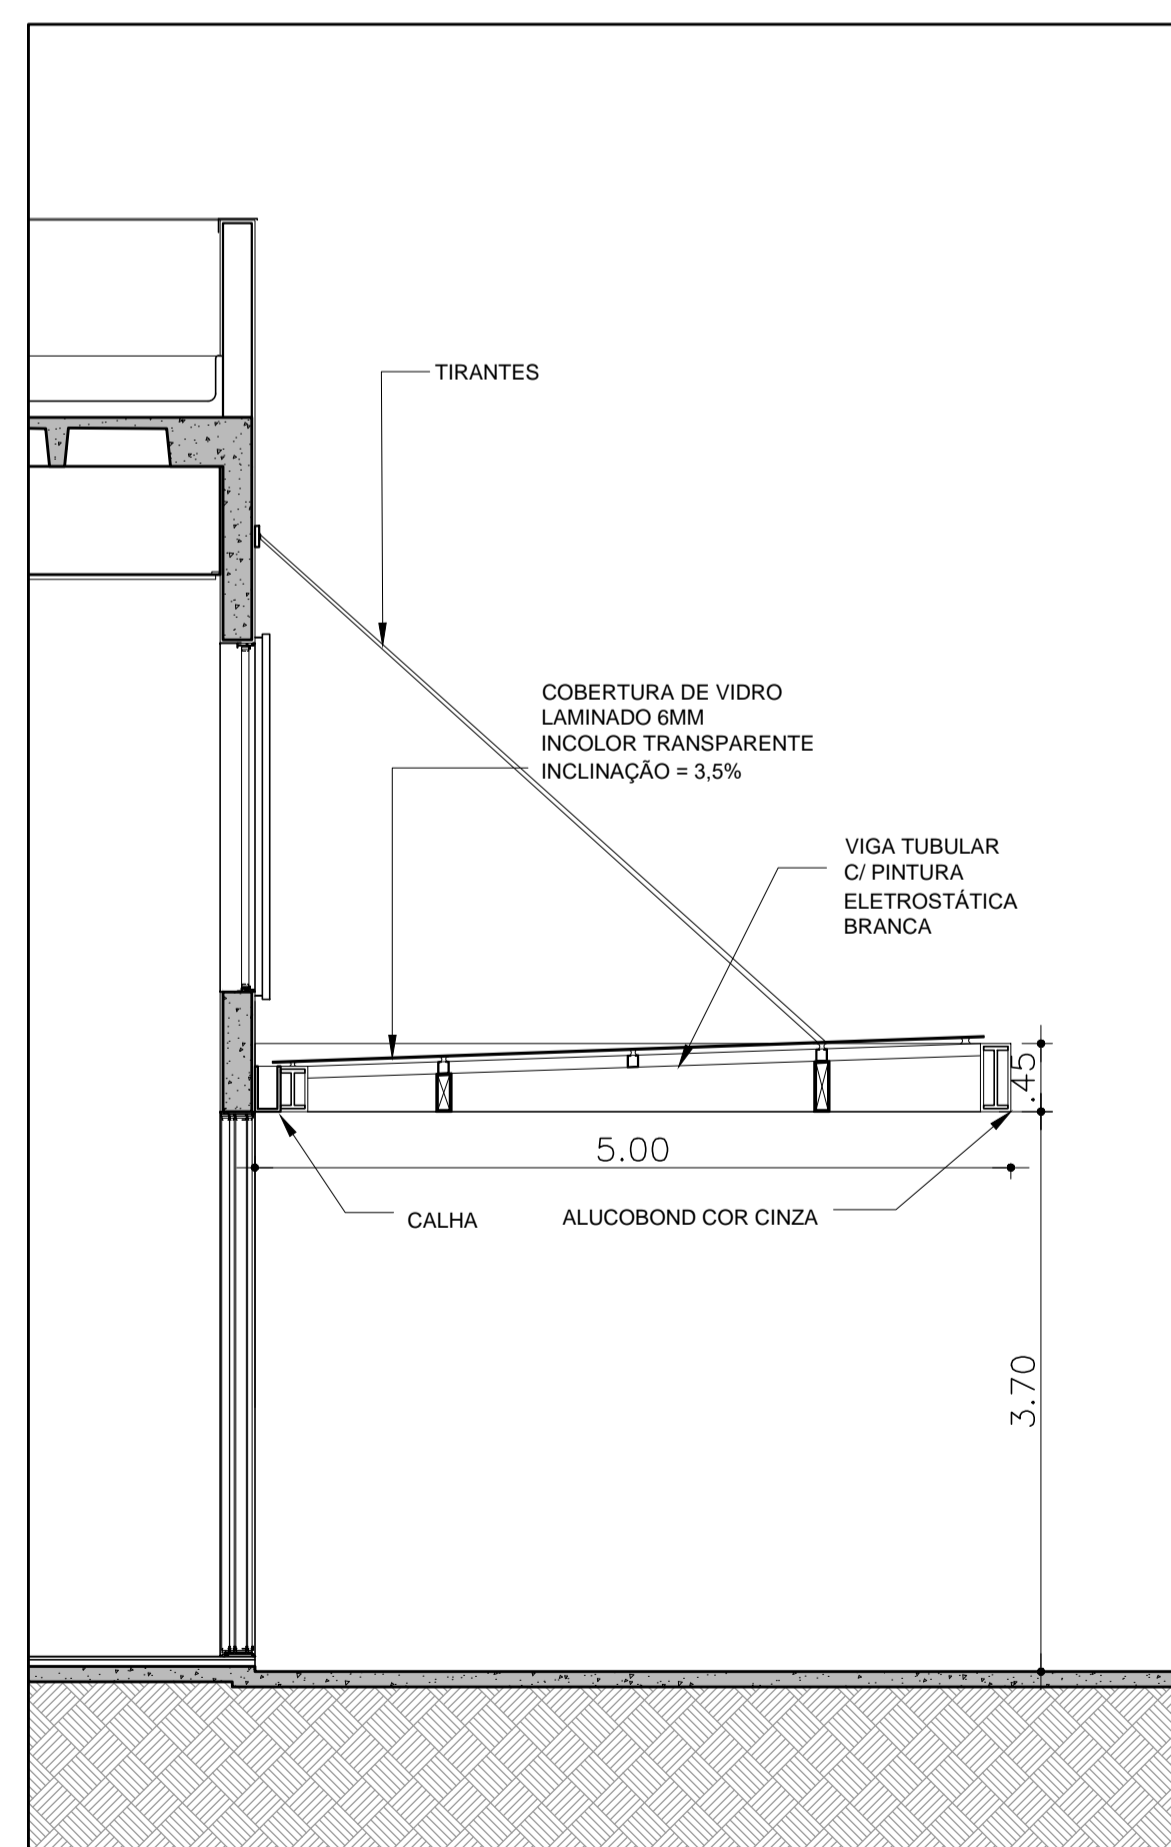 TIRANTES
COBERTURA DE VIDRO
LAMINADO 6MM
INCOLOR TRANSPARENTE
INCLINAÇÃO = 3,5%
VIGA TUBULAR
C/ PINTURA
ELETROSTÁTICA
BRANCA
.45
5.00
CALHA
ALUCOBOND COR CINZA
3.70